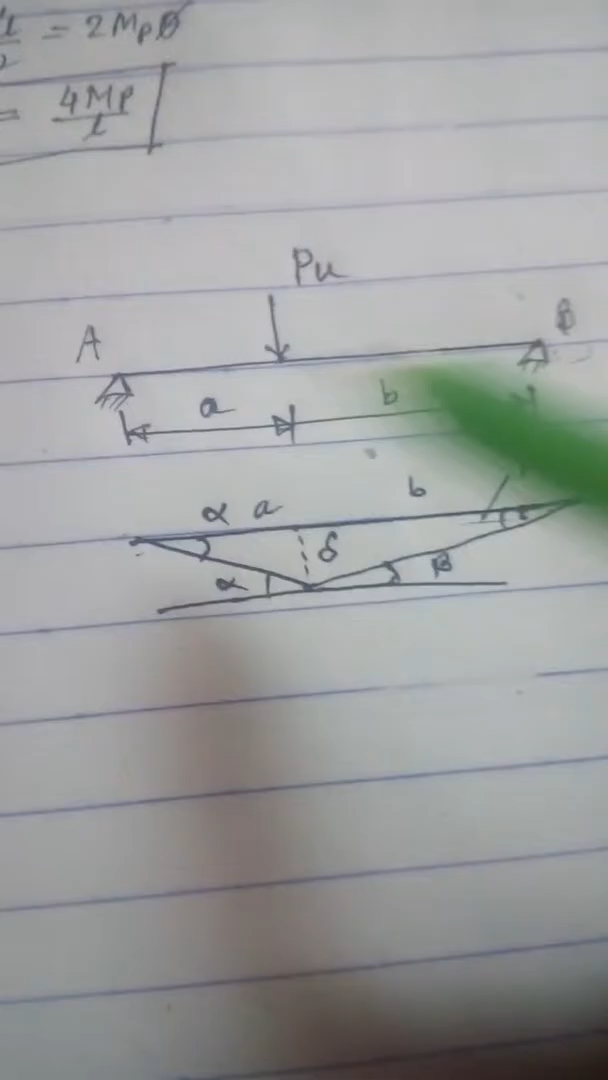 = 2Mpθ
= 4Mp/l
Pu
A B
a b
α a b
δ
α β